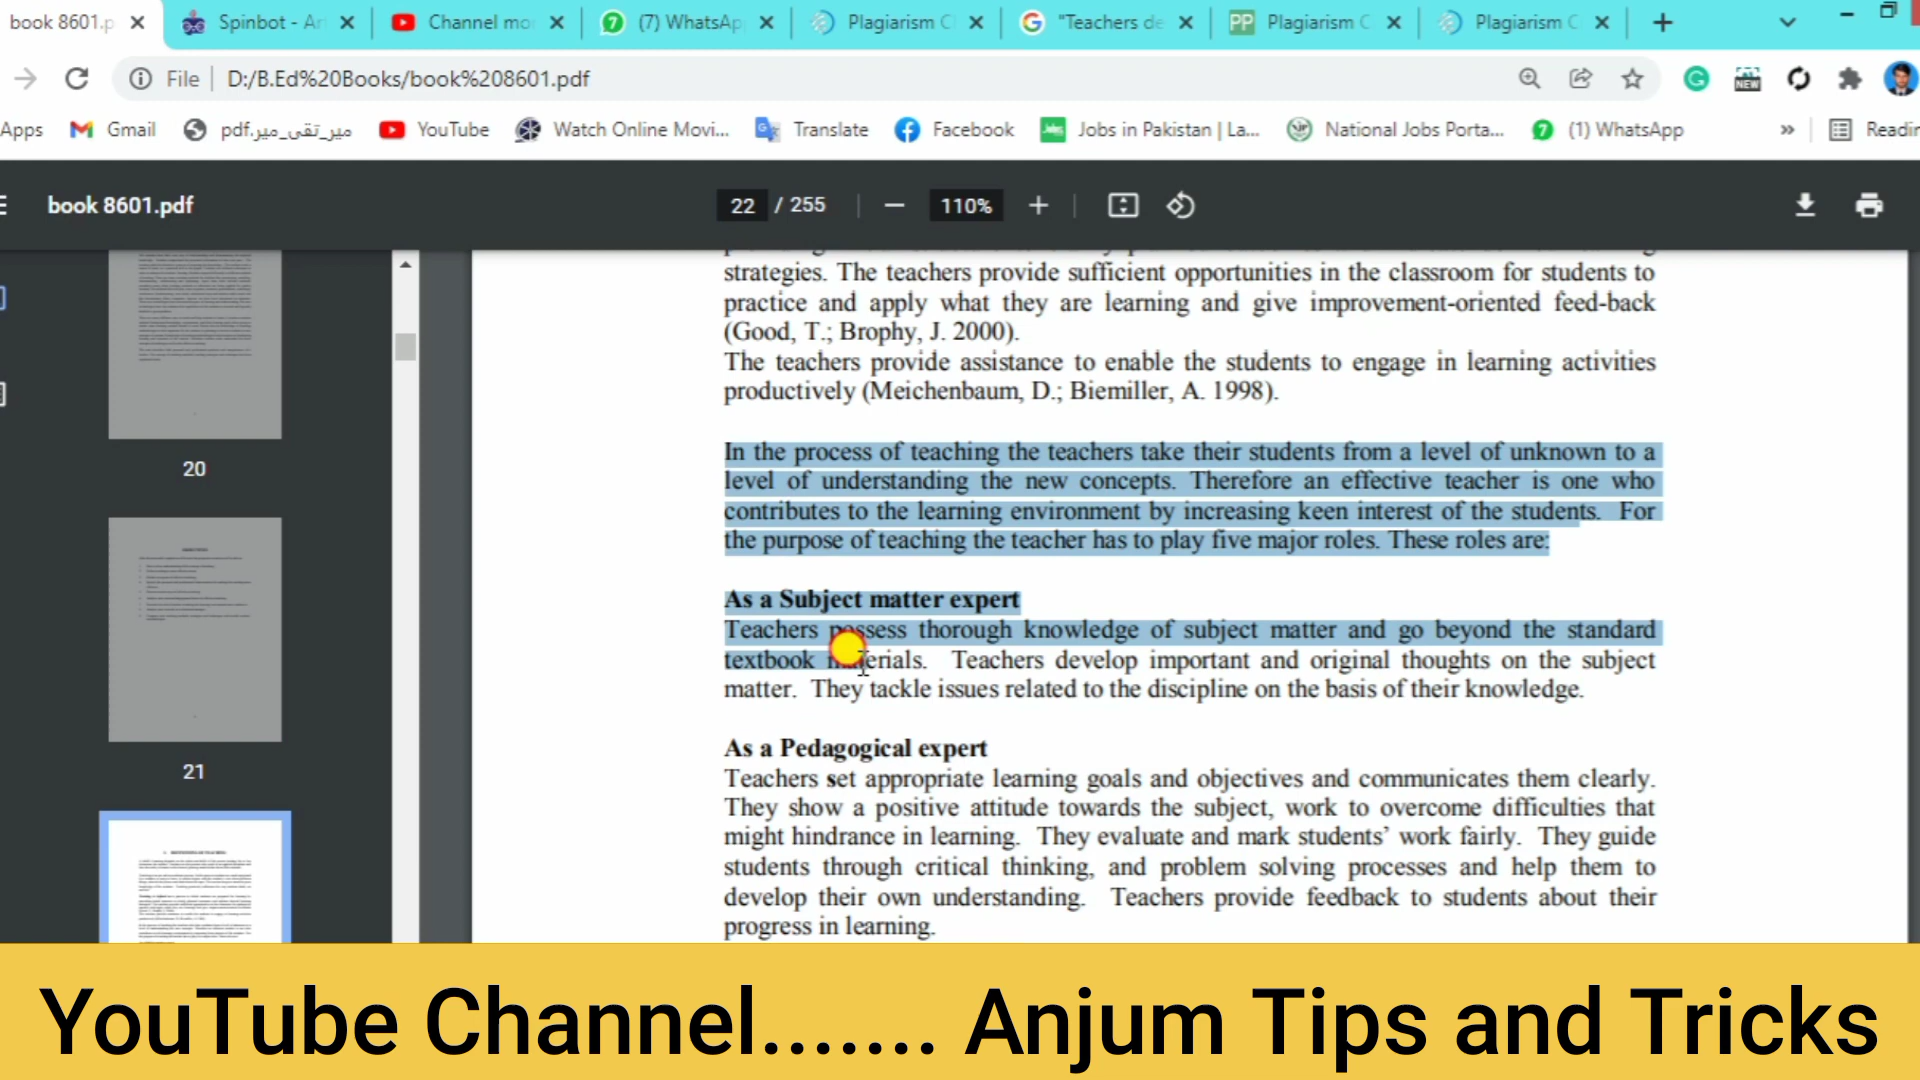 book 8601.p
Spinbot - Ar
Channel mo
(7) WhatsAp
Plagiarism C
"Teachers de
Plagiarism C
Plagiarism C
File
D:/B.Ed%20Books/book%208601.pdf
NEW
Apps
Gmail
میر_تقی_میر.pdf
YouTube
Watch Online Movi...
Translate
Facebook
Jobs in Pakistan | La...
National Jobs Porta...
(1) WhatsApp
»
Readin
book 8601.pdf
22 / 255
110%
strategies. The teachers provide sufficient opportunities in the classroom for students to
practice and apply what they are learning and give improvement-oriented feed-back
(Good, T.; Brophy, J. 2000).
The teachers provide assistance to enable the students to engage in learning activities
productively (Meichenbaum, D.; Biemiller, A. 1998).
In the process of teaching the teachers take their students from a level of unknown to a
level of understanding the new concepts. Therefore an effective teacher is one who
contributes to the learning environment by increasing keen interest of the students. For
the purpose of teaching the teacher has to play five major roles. These roles are:
As a Subject matter expert
Teachers possess thorough knowledge of subject matter and go beyond the standard
textbook materials. Teachers develop important and original thoughts on the subject
matter. They tackle issues related to the discipline on the basis of their knowledge.
As a Pedagogical expert
Teachers set appropriate learning goals and objectives and communicates them clearly.
They show a positive attitude towards the subject, work to overcome difficulties that
might hindrance in learning. They evaluate and mark students' work fairly. They guide
students through critical thinking, and problem solving processes and help them to
develop their own understanding. Teachers provide feedback to students about their
progress in learning.
20
21
YouTube Channel....... Anjum Tips and Tricks